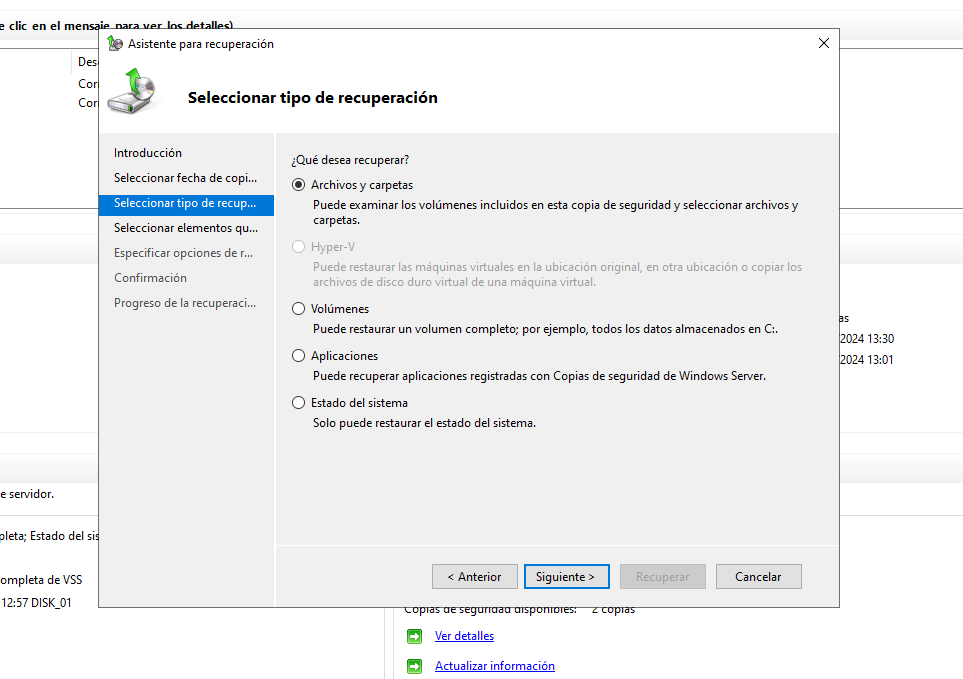 e clic en el mensaje para ver los detalles)
Asistente para recuperación
Seleccionar tipo de recuperación
Introducción
Seleccionar fecha de copi...
Seleccionar tipo de recup...
Seleccionar elementos qu...
Especificar opciones de r...
Confirmación
Progreso de la recuperaci...
¿Qué desea recuperar?
Archivos y carpetas
Puede examinar los volúmenes incluidos en esta copia de seguridad y seleccionar archivos y
carpetas.
Hyper-V
Puede restaurar las máquinas virtuales en la ubicación original, en otra ubicación o copiar los
archivos de disco duro virtual de una máquina virtual.
Volúmenes
Puede restaurar un volumen completo; por ejemplo, todos los datos almacenados en C:.
Aplicaciones
Puede recuperar aplicaciones registradas con Copias de seguridad de Windows Server.
Estado del sistema
Solo puede restaurar el estado del sistema.
< Anterior
Siguiente >
Recuperar
Cancelar
Des
Cor
Cor
as
2024 13:30
2024 13:01
e servidor.
pleta; Estado del sis
ompleta de VSS
12:57 DISK_01
Copias de seguridad disponibles: 2 copias
Ver detalles
Actualizar información